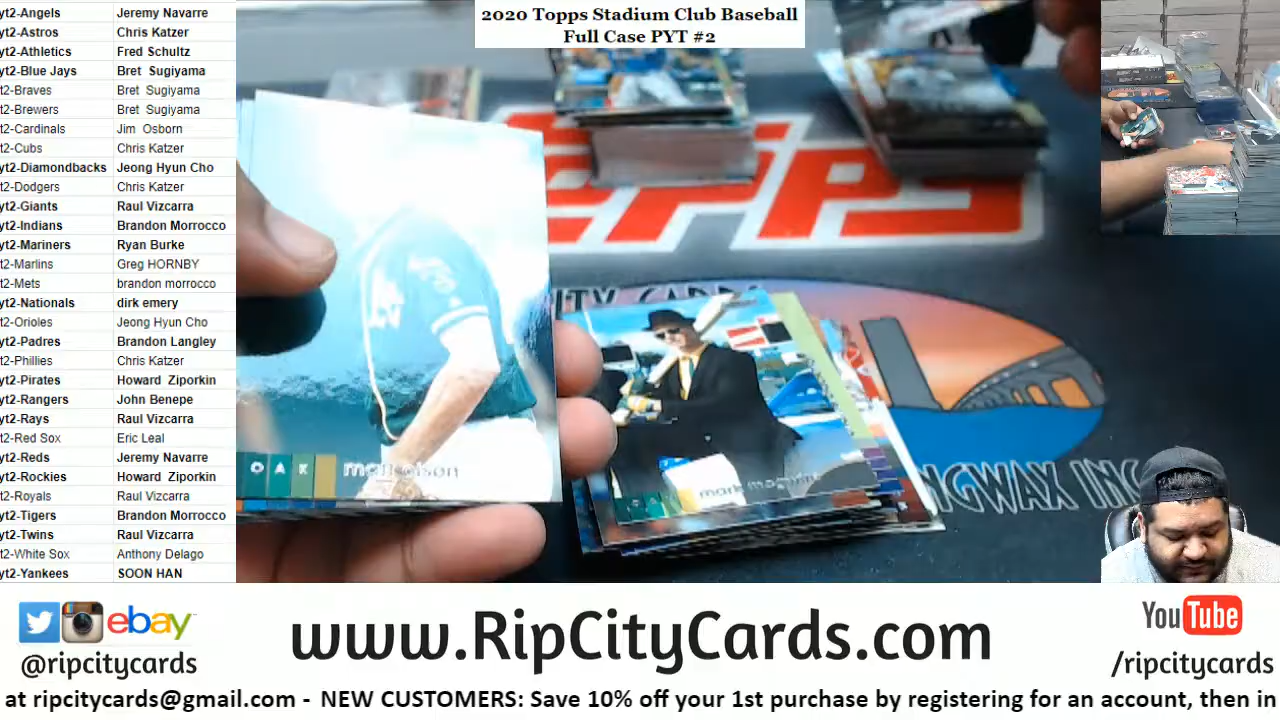 2020 Topps Stadium Club Baseball
Full Case PYT #2
yt2-Angels Jeremy Navarre
yt2-Astros Chris Katzer
yt2-Athletics Fred Schultz
yt2-Blue Jays Bret Sugiyama
t2-Braves Bret Sugiyama
t2-Brewers Bret Sugiyama
t2-Cardinals Jim Osborn
t2-Cubs Chris Katzer
yt2-Diamondbacks Jeong Hyun Cho
t2-Dodgers Chris Katzer
yt2-Giants Raul Vizcarra
yt2-Indians Brandon Morrocco
yt2-Mariners Ryan Burke
t2-Marlins Greg HORNBY
t2-Mets brandon morrocco
yt2-Nationals dirk emery
t2-Orioles Jeong Hyun Cho
yt2-Padres Brandon Langley
t2-Phillies Chris Katzer
yt2-Pirates Howard Ziporkin
yt2-Rangers John Benepe
yt2-Rays Raul Vizcarra
t2-Red Sox Eric Leal
yt2-Reds Jeremy Navarre
yt2-Rockies Howard Ziporkin
t2-Royals Raul Vizcarra
yt2-Tigers Brandon Morrocco
yt2-Twins Raul Vizcarra
t2-White Sox Anthony Delago
yt2-Yankees SOON HAN
OAK matt olson
OAK mark
ITY CARDS
NGWAX INC
ebay
@ripcitycards
www.RipCityCards.com
YouTube
/ripcitycards
at ripcitycards@gmail.com - NEW CUSTOMERS: Save 10% off your 1st purchase by registering for an account, then in